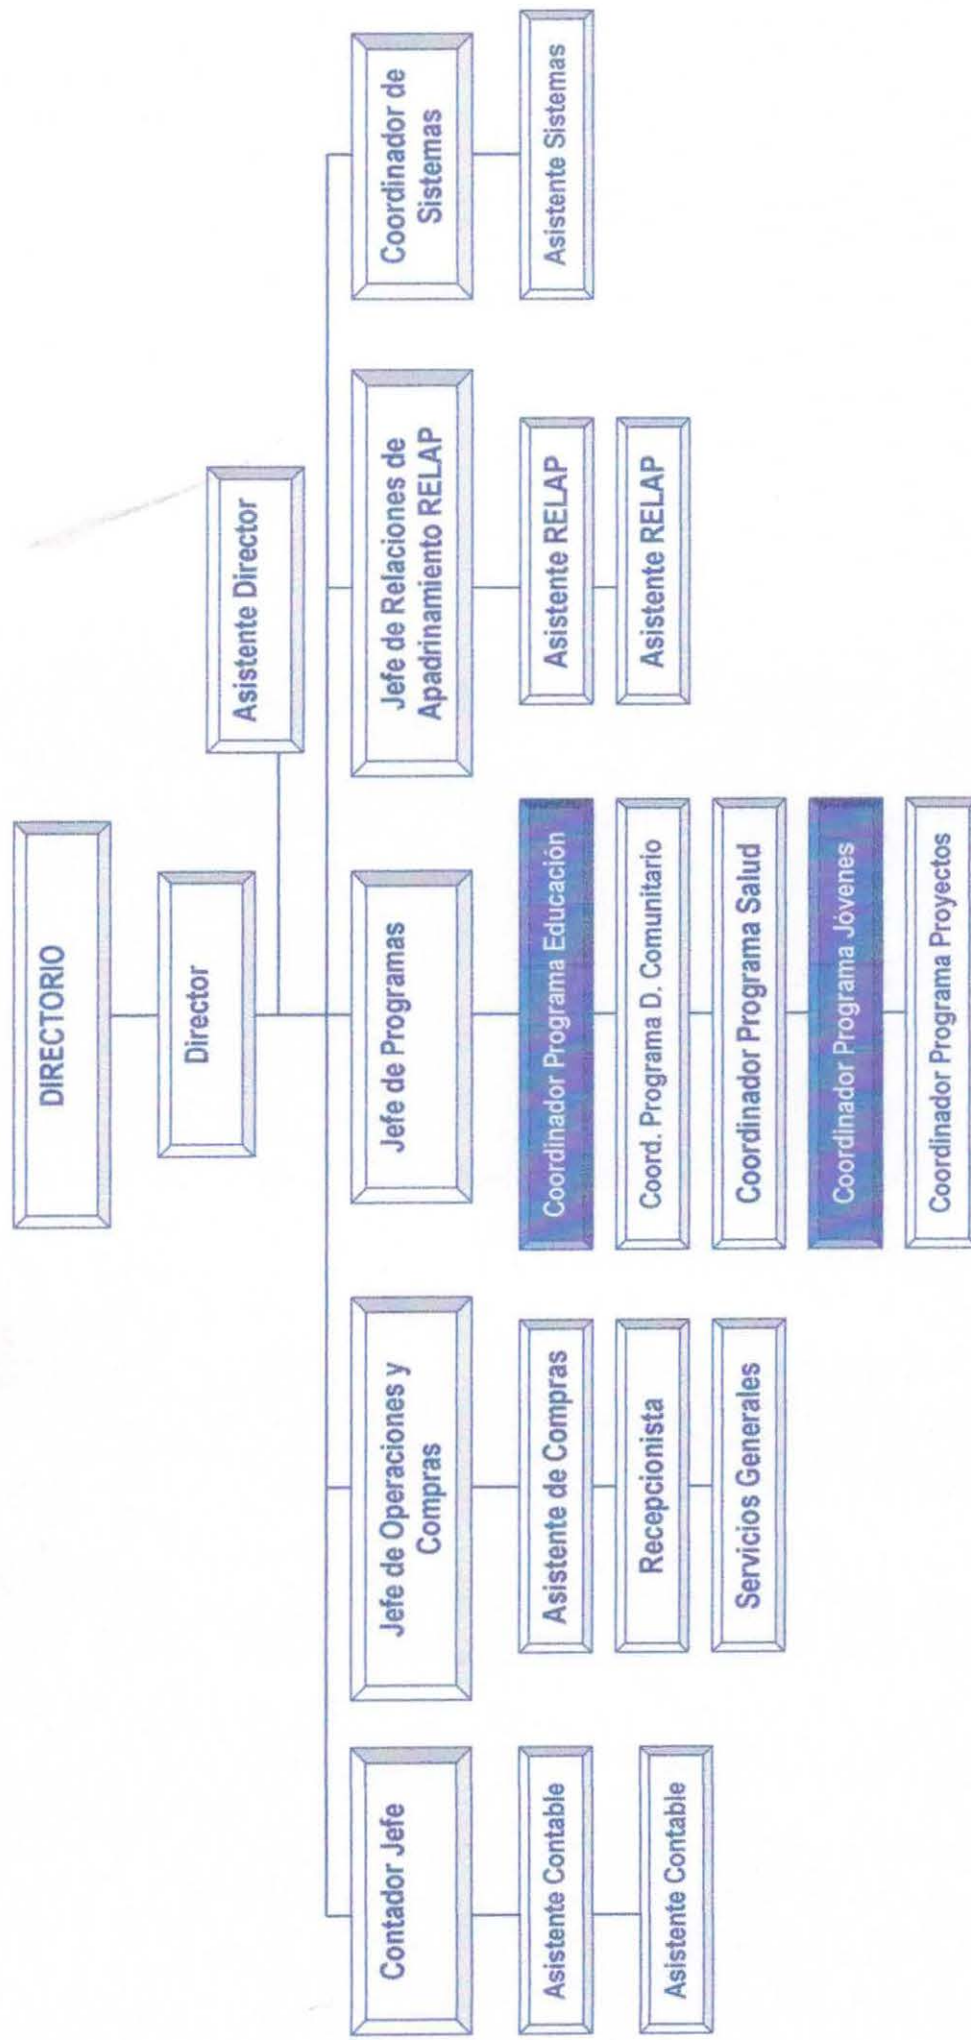 DIRECTORIO
Director
Asistente Director
Contador Jefe
Asistente Contable
Asistente Contable
Jefe de Operaciones y
Compras
Asistente de Compras
Recepcionista
Servicios Generales
Jefe de Programas
Coordinador Programa Educación
Coord. Programa D. Comunitario
Coordinador Programa Salud
Coordinador Programa Jóvenes
Coordinador Programa Proyectos
Jefe de Relaciones de
Apadrinamiento RELAP
Asistente RELAP
Asistente RELAP
Coordinador de
Sistemas
Asistente Sistemas